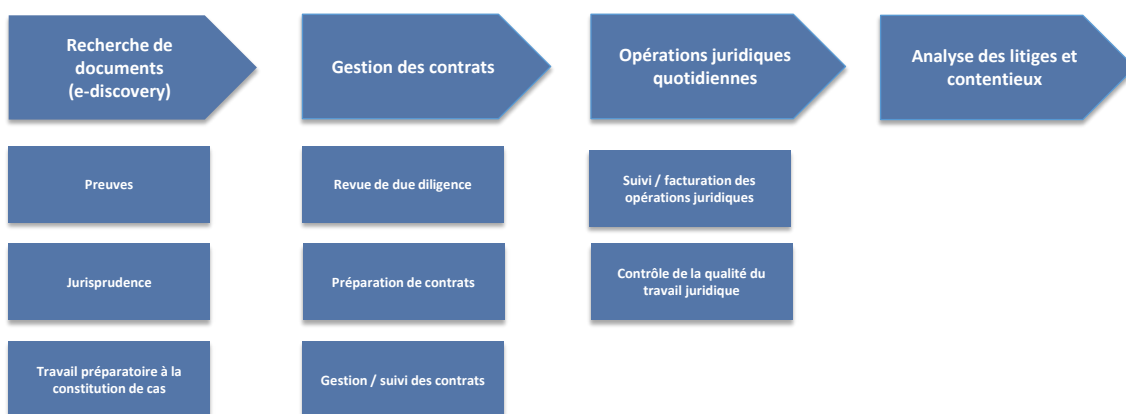 Recherche de
documents
(e-discovery)
Gestion des contrats
Opérations juridiques
quotidiennes
Analyse des litiges et
contentieux
Preuves
Revue de due diligence
Suivi / facturation des
opérations juridiques
Jurisprudence
Préparation de contrats
Contrôle de la qualité du
travail juridique
Travail préparatoire à la
constitution de cas
Gestion / suivi des contrats